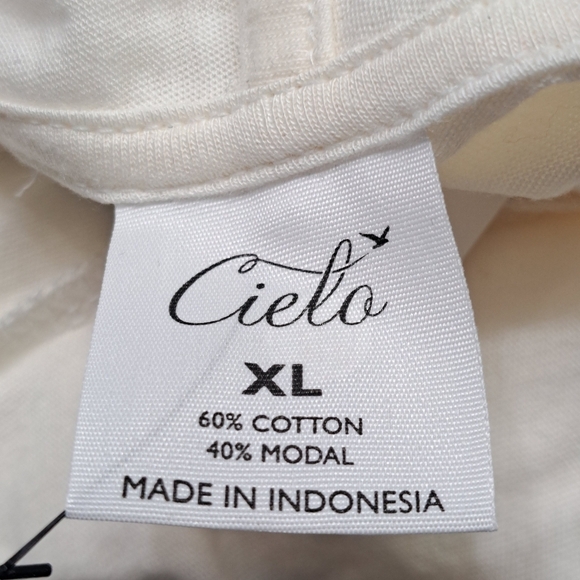 Cielo
XL
60% COTTON
40% MODAL
MADE IN INDONESIA